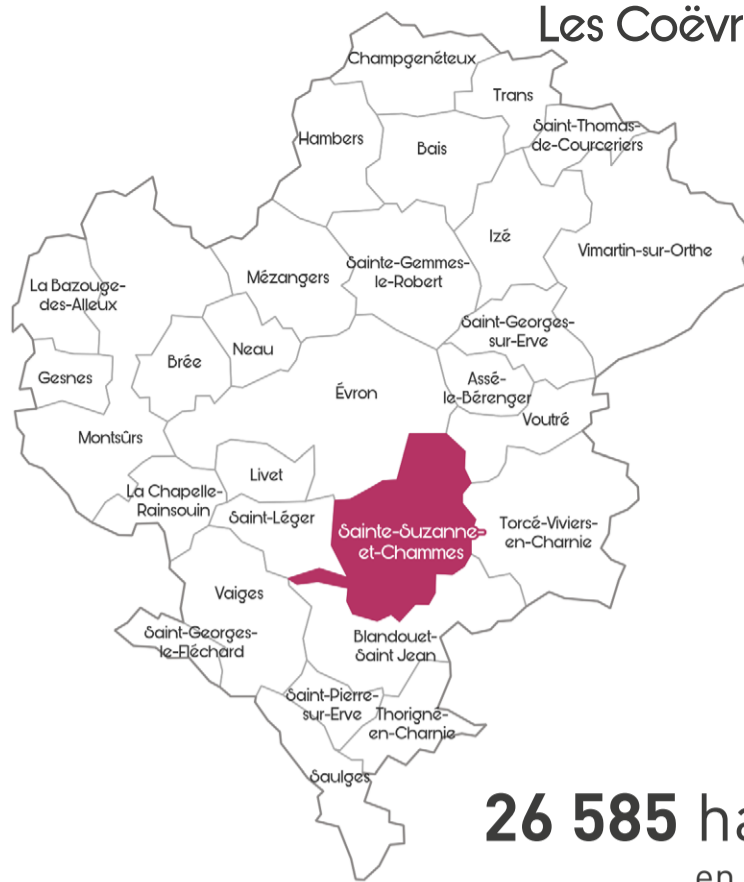 Les Coëvr
Champgenéteux
Trans
Saint-Thomas-
de-Courceriers
Hambers
Bais
Izé
Vimartin-sur-Orthe
Sainte-Gemmes-
le-Robert
Mézangers
La Bazouge-
des-Alleux
Saint-Georges-
sur-Erve
Neau
Brée
Gesnes
Assé-
le-Bérenger
Évron
Voutré
Montsûrs
Livet
La Chapelle-
Rainsouin
Saint-Léger
Sainte-Suzanne-
et-Chammes
Torcé-Viviers-
en-Charnie
Vaiges
Saint-Georges-
le-Fléchard
Blandouet-
Saint Jean
Saint-Pierre-
sur-Erve
Thorigné-
en-Charnie
Saulges
26 585 ha
en